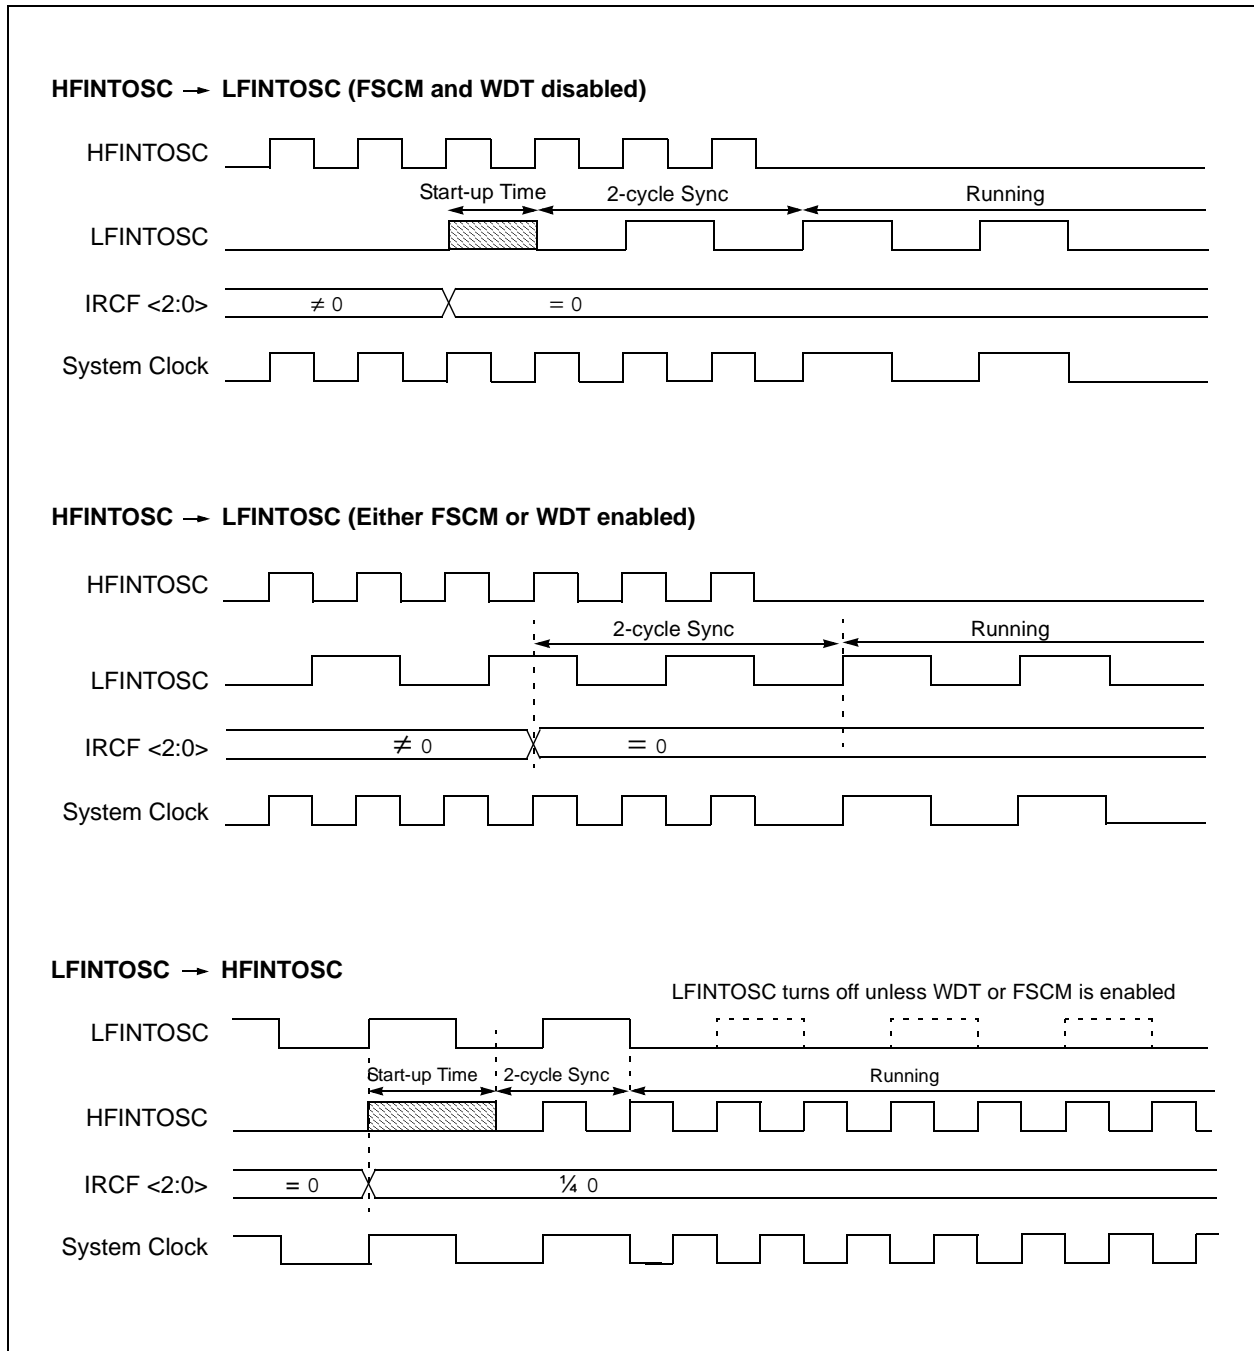 HFINTOSC → LFINTOSC (FSCM and WDT disabled)
HFINTOSC
Start-up Time 2-cycle Sync Running
LFINTOSC
IRCF <2:0> ≠ 0 = 0
System Clock
HFINTOSC → LFINTOSC (Either FSCM or WDT enabled)
HFINTOSC
2-cycle Sync Running
LFINTOSC
IRCF <2:0> ≠ 0 = 0
System Clock
LFINTOSC → HFINTOSC
LFINTOSC turns off unless WDT or FSCM is enabled
LFINTOSC
Start-up Time 2-cycle Sync Running
HFINTOSC
IRCF <2:0> = 0 ¼ 0
System Clock